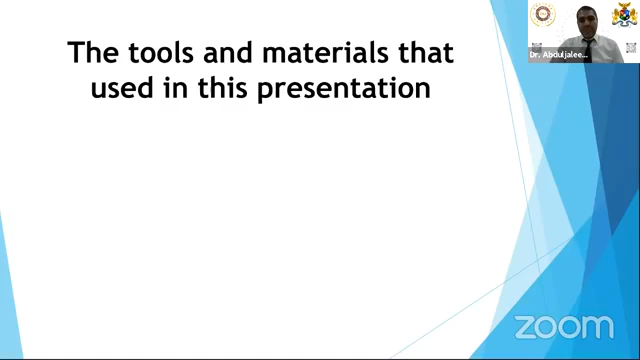 The tools and materials that
used in this presentation
Dr. Abduljalee...
zoom